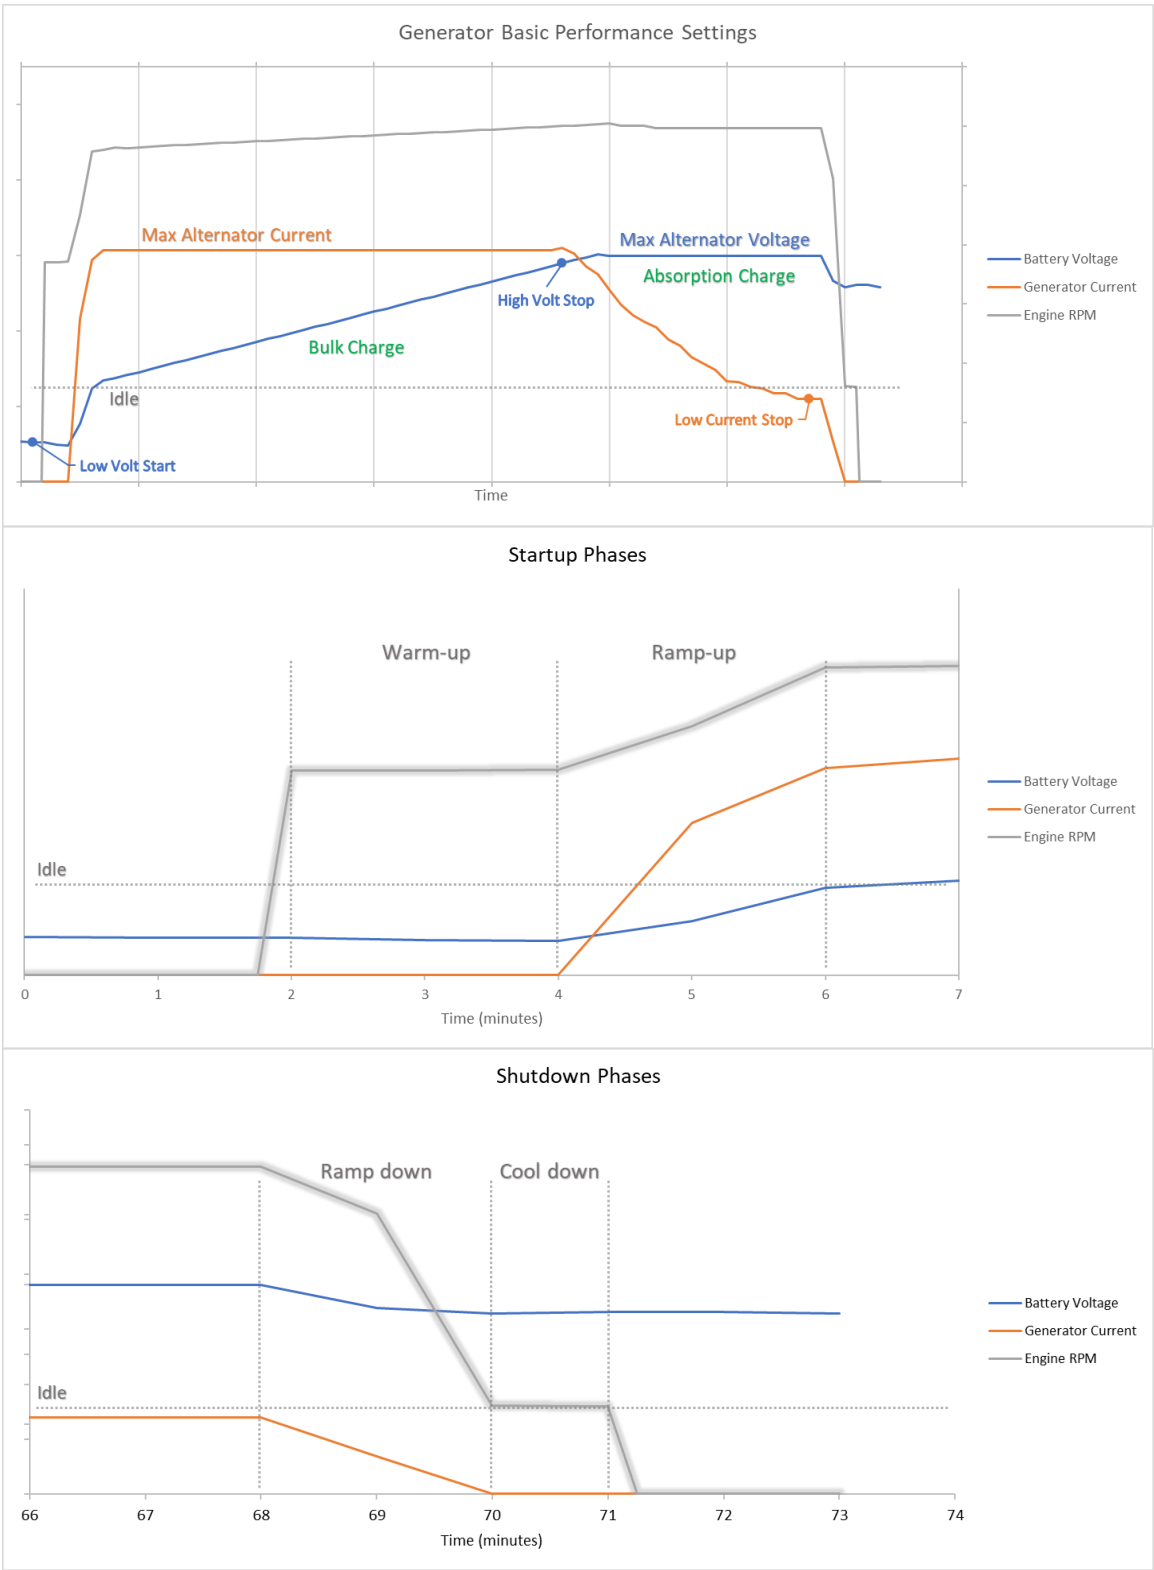 Generator Basic Performance Settings
Max Alternator Current
Max Alternator Voltage
Absorption Charge
High Volt Stop
Bulk Charge
Idle
Low Current Stop
Low Volt Start
Time
Battery Voltage
Generator Current
Engine RPM
Startup Phases
Warm-up
Ramp-up
Idle
0 1 2 3 4 5 6 7
Time (minutes)
Battery Voltage
Generator Current
Engine RPM
Shutdown Phases
Ramp down
Cool down
Idle
66 67 68 69 70 71 72 73 74
Time (minutes)
Battery Voltage
Generator Current
Engine RPM